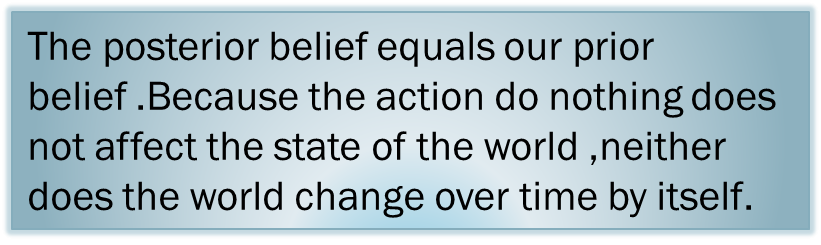 The posterior belief equals our prior
belief .Because the action do nothing does
not affect the state of the world ,neither
does the world change over time by itself.